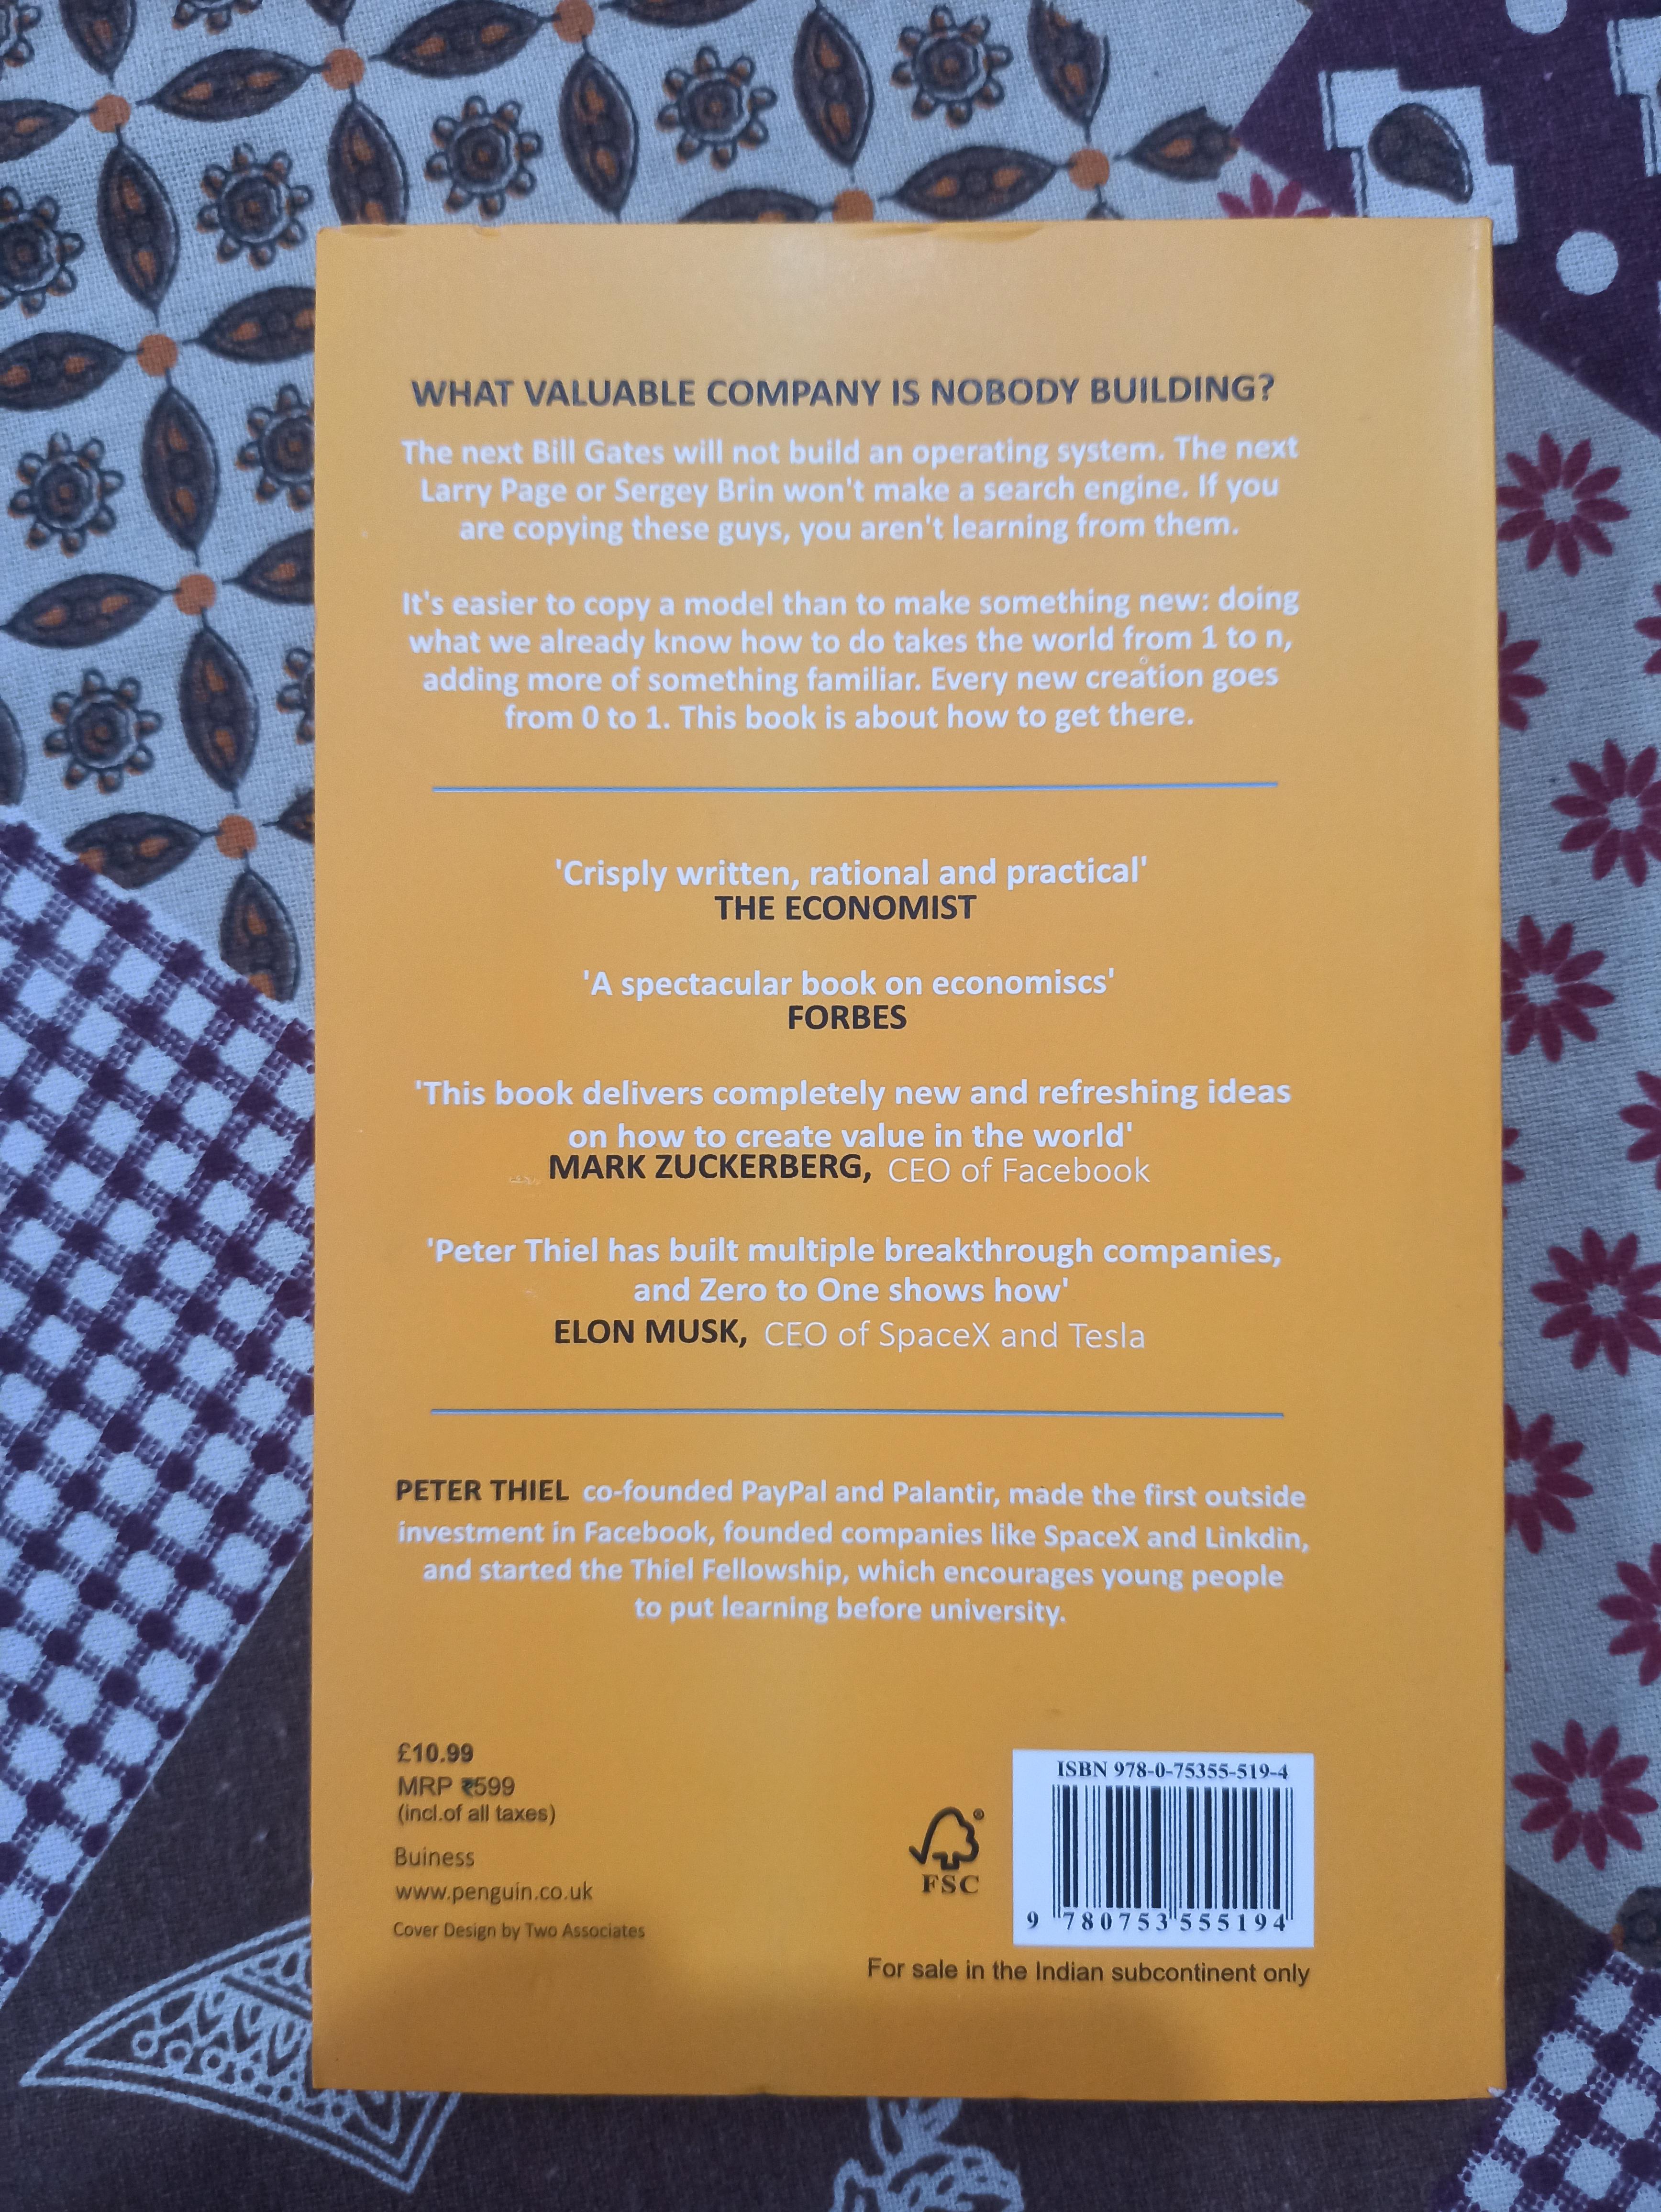 WHAT VALUABLE COMPANY IS NOBODY BUILDING?
The next Bill Gates will not build an operating system. The next
Larry Page or Sergey Brin won't make a search engine. If you
are copying these guys, you aren't learning from them.
It's easier to copy a model than to make something new: doing
what we already know how to do takes the world from 1 to n,
adding more of something familiar. Every new creation goes
from 0 to 1. This book is about how to get there.
'Crisply written, rational and practical'
THE ECONOMIST
'A spectacular book on economiscs'
FORBES
'This book delivers completely new and refreshing ideas
on how to create value in the world'
MARK ZUCKERBERG, CEO of Facebook
'Peter Thiel has built multiple breakthrough companies,
and Zero to One shows how'
ELON MUSK, CEO of SpaceX and Tesla
PETER THIEL co-founded PayPal and Palantir, made the first outside
investment in Facebook, founded companies like SpaceX and Linkdin,
and started the Thiel Fellowship, which encourages young people
to put learning before university.
£10.99
MRP ₹599
(incl.of all taxes)
Buiness
www.penguin.co.uk
Cover Design by Two Associates
®
FSC
ISBN 978-0-75355-519-4
9 780753 555194
For sale in the Indian subcontinent only